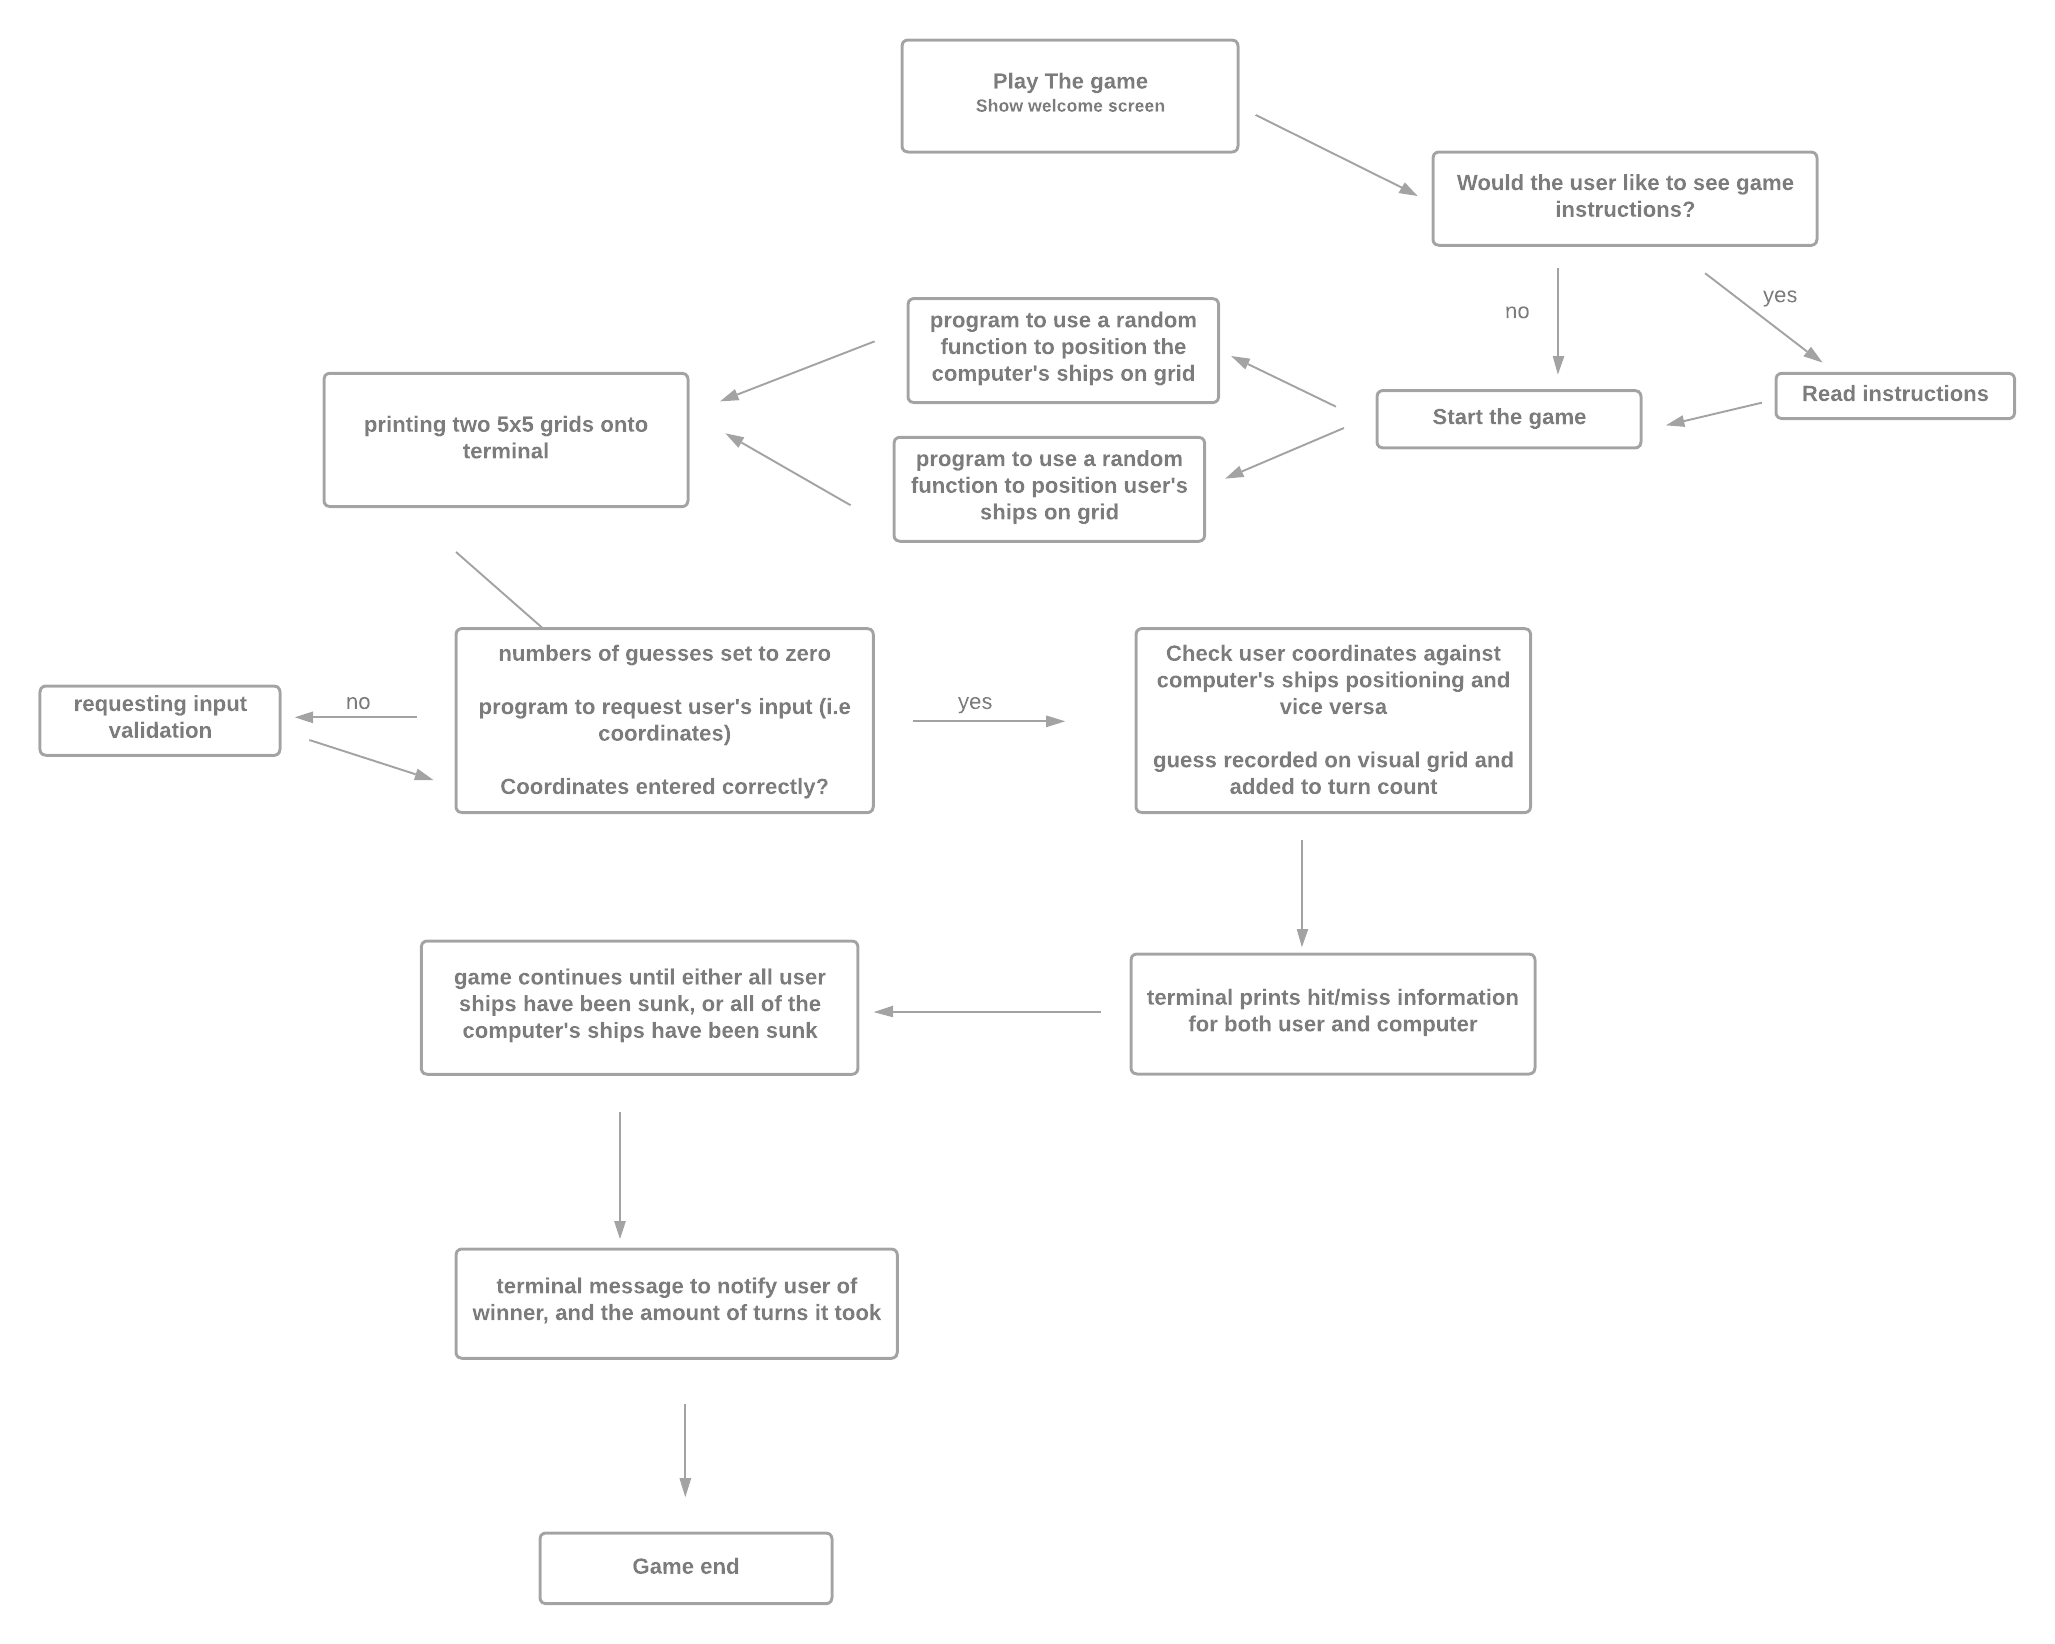 Play The game
Show welcome screen
Would the user like to see game
instructions?
no
yes
program to use a random
function to position the
computer's ships on grid
Read instructions
Start the game
printing two 5x5 grids onto
terminal
program to use a random
function to position user's
ships on grid
numbers of guesses set to zero
program to request user's input (i.e
coordinates)
Coordinates entered correctly?
no
requesting input
validation
yes
Check user coordinates against
computer's ships positioning and
vice versa
guess recorded on visual grid and
added to turn count
terminal prints hit/miss information
for both user and computer
game continues until either all user
ships have been sunk, or all of the
computer's ships have been sunk
terminal message to notify user of
winner, and the amount of turns it took
Game end